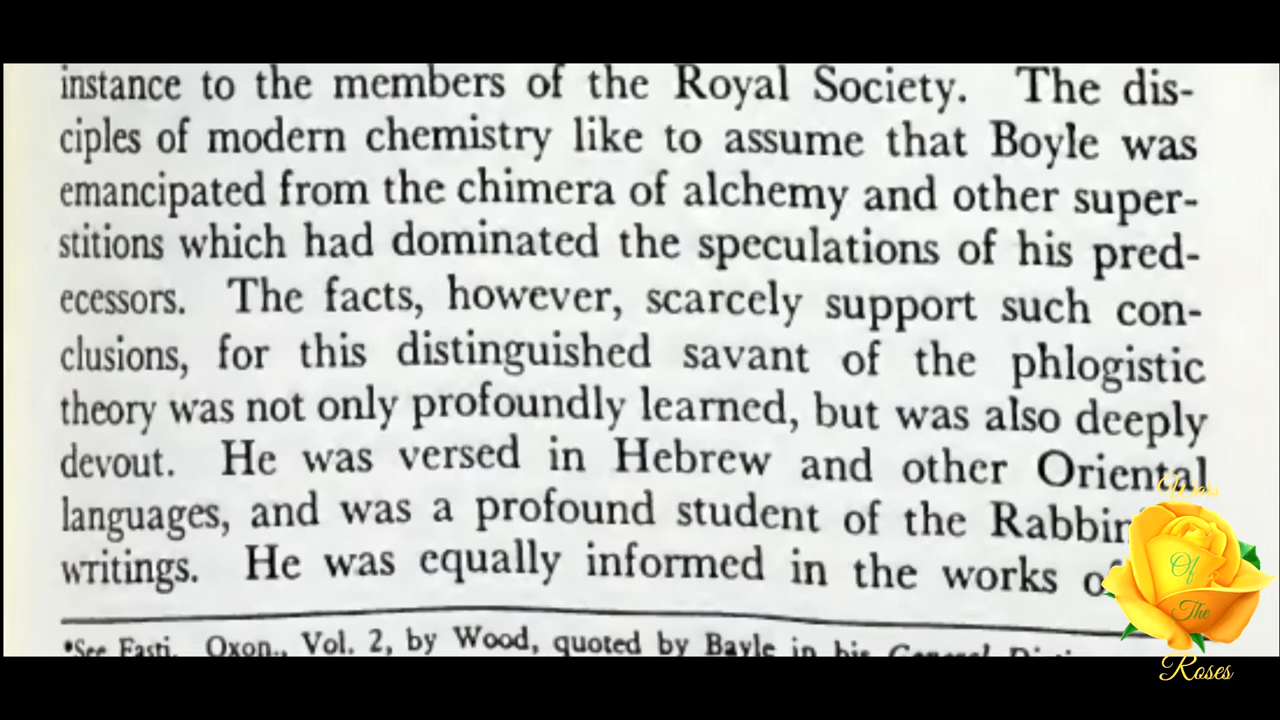 instance to the members of the Royal Society. The dis-
ciples of modern chemistry like to assume that Boyle was
emancipated from the chimera of alchemy and other super-
stitions which had dominated the speculations of his pred-
ecessors. The facts, however, scarcely support such con-
clusions, for this distinguished savant of the phlogistic
theory was not only profoundly learned, but was also deeply
devout. He was versed in Hebrew and other Oriental
languages, and was a profound student of the
writings. He was equally informed in the works
*See Fasti. Oxon., Vol. 2, by Wood, quoted by Bayle in his General
Wars
Of
The
Roses